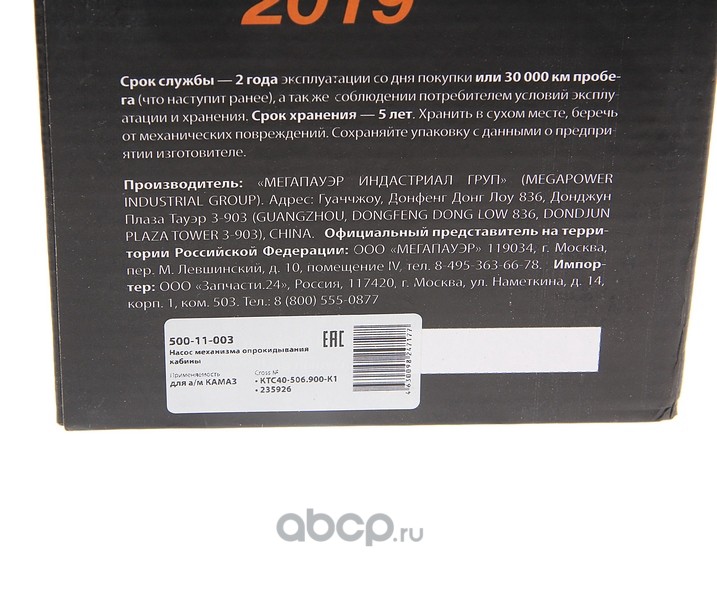 2019
Срок службы — 2 года эксплуатации со дня покупки или 30 000 км пробе-
га (что наступит ранее), а так же соблюдении потребителем условий эксплу-
атации и хранения. Срок хранения — 5 лет. Хранить в сухом месте, беречь
от механических повреждений. Сохраняйте упаковку с данными о предпри-
ятии изготовителе.
Производитель: «МЕГАПАУЭР ИНДАСТРИАЛ ГРУП» (MEGAPOWER
INDUSTRIAL GROUP). Адрес: Гуаччжоу, Донфенг Донг Лоу 836, Донджун
Плаза Тауэр 3-903 (GUANGZHOU, DONGFENG DONG LOW 836, DONDJUN
PLAZA TOWER 3-903), CHINA. Официальный представитель на терри-
тории Российской Федерации: ООО «МЕГАПАУЭР» 119034, г. Москва,
пер. М. Левшинский, д. 10, помещение IV, тел. 8-495-363-66-78. Импор-
тер: ООО «Запчасти.24», Россия, 117420, г. Москва, ул. Наметкина, д. 14,
корп. 1, ком. 503. Тел.: 8 (800) 555-0877
500-11-003
EAC
Насос механизма опрокидывания
кабины
Применяемость
для а/м КАМАЗ
Cross №
• КТС40-506.900-К1
• 235926
4630098247177
abcp.ru